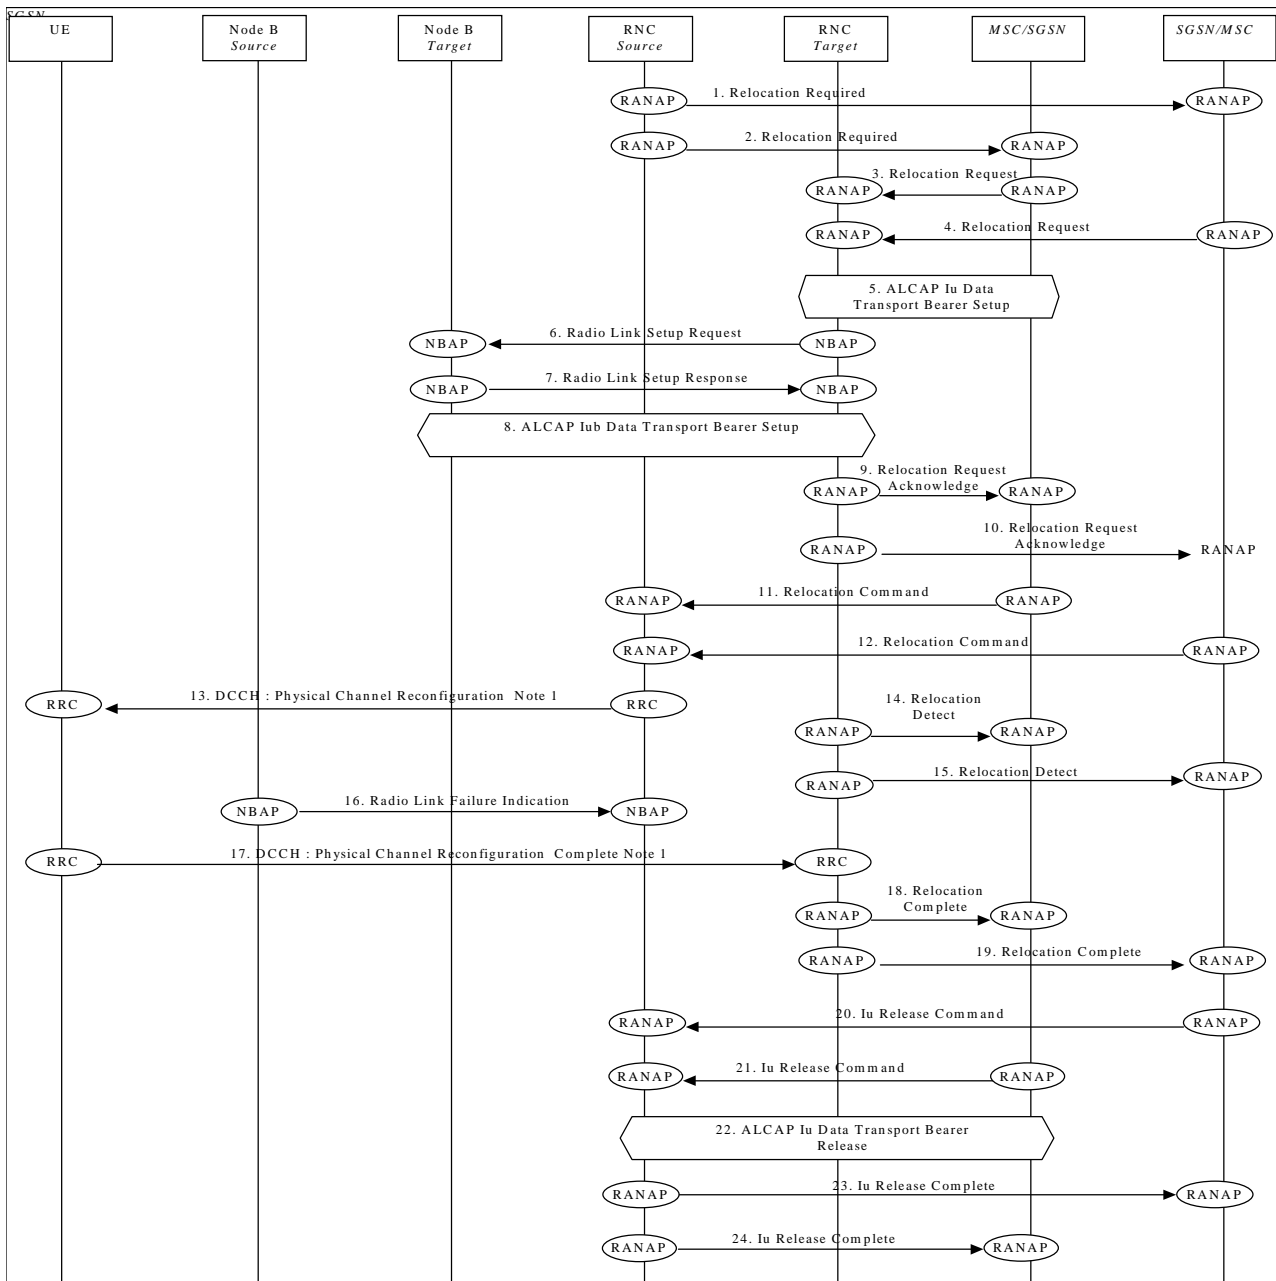 SGSN
UE
Node B
Source
Node B
Target
RNC
Source
RNC
Target
MSC/SGSN
SGSN/MSC
RANAP
1. Relocation Required
RANAP
RANAP
2. Relocation Required
RANAP
RANAP
3. Relocation Request
RANAP
RANAP
4. Relocation Request
RANAP
5. ALCAP Iu Data
Transport Bearer Setup
NBAP
6. Radio Link Setup Request
NBAP
NBAP
7. Radio Link Setup Response
NBAP
8. ALCAP Iub Data Transport Bearer Setup
RANAP
9. Relocation Request
Acknowledge
RANAP
RANAP
10. Relocation Request
Acknowledge
RANAP
RANAP
11. Relocation Command
RANAP
RANAP
12. Relocation Command
RANAP
RRC
13. DCCH : Physical Channel Reconfiguration Note 1
RRC
RANAP
14. Relocation
Detect
RANAP
RANAP
15. Relocation Detect
RANAP
NBAP
16. Radio Link Failure Indication
NBAP
RRC
17. DCCH : Physical Channel Reconfiguration Complete Note 1
RRC
RANAP
18. Relocation
Complete
RANAP
RANAP
19. Relocation Complete
RANAP
RANAP
20. Iu Release Command
RANAP
RANAP
21. Iu Release Command
RANAP
22. ALCAP Iu Data Transport Bearer
Release
RANAP
23. Iu Release Complete
RANAP
RANAP
24. Iu Release Complete
RANAP